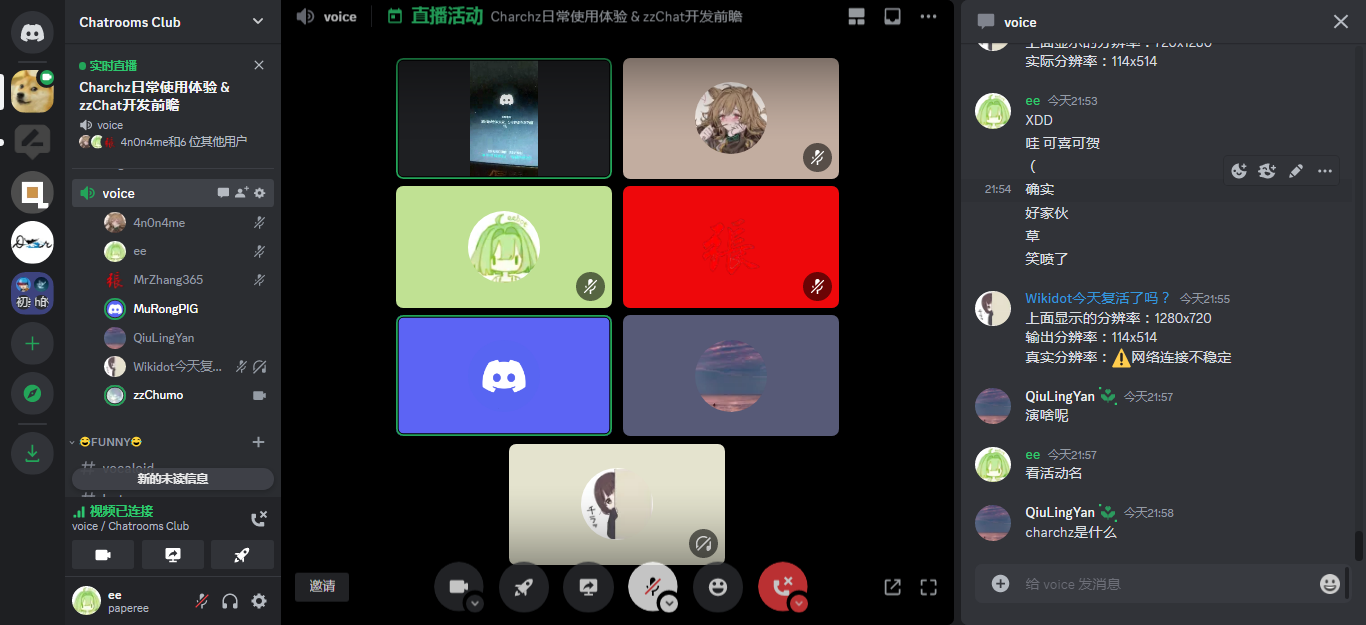 Chatrooms Club
实时直播
Charchz日常使用体验 &
zzChat开发前瞻
voice
4n0n4me和6 位其他用户
voice
4n0n4me
ee
MrZhang365
MuRongPIG
QiuLingYan
Wikidot今天复...
zzChumo
😂FUNNY😂
新的未读信息
视频已连接
voice / Chatrooms Club
ee
paperee
voice
直播活动 Charchz日常使用体验 & zzChat开发前瞻
邀请
voice
实际分辨率：114x514
ee 今天21:53
XDD
哇 可喜可贺
（
21:54 确实
好家伙
草
笑喷了
Wikidot今天复活了吗？ 今天21:55
上面显示的分辨率：1280x720
输出分辨率：114x514
真实分辨率：⚠️网络连接不稳定
QiuLingYan 今天21:57
演啥呢
ee 今天21:57
看活动名
QiuLingYan 今天21:58
charchz是什么
给 voice 发消息